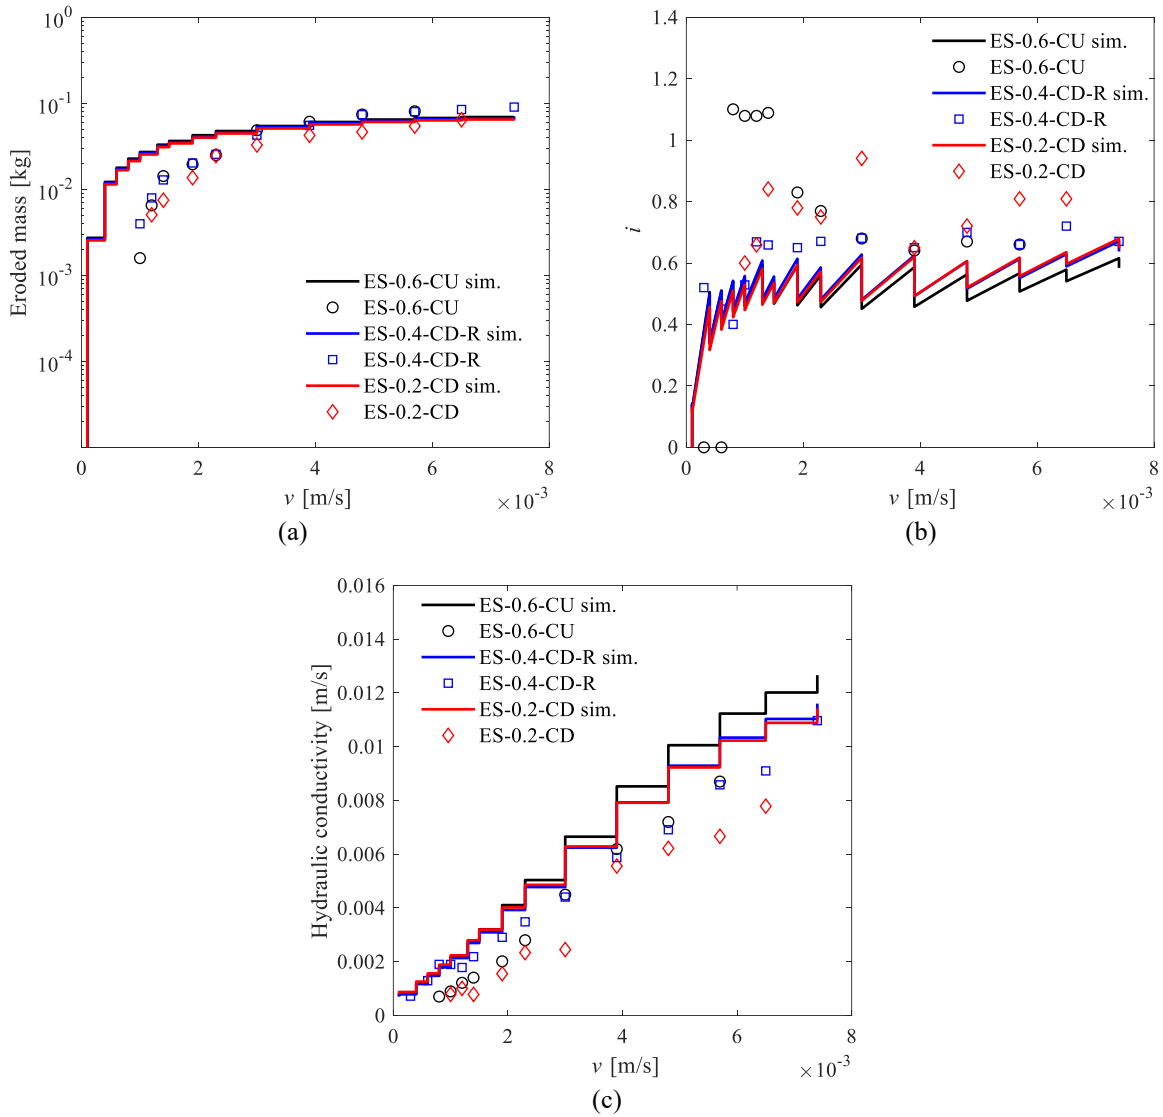 10⁰
10⁻¹
10⁻²
10⁻³
10⁻⁴
Eroded mass [kg]
ES-0.6-CU sim.
ES-0.6-CU
ES-0.4-CD-R sim.
ES-0.4-CD-R
ES-0.2-CD sim.
ES-0.2-CD
0 2 4 6 8
v [m/s]
×10⁻³
(a)
1.4
1.2
1
0.8
0.6
0.4
0.2
0
i
ES-0.6-CU sim.
ES-0.6-CU
ES-0.4-CD-R sim.
ES-0.4-CD-R
ES-0.2-CD sim.
ES-0.2-CD
0 2 4 6 8
v [m/s]
×10⁻³
(b)
0.016
0.014
0.012
0.01
0.008
0.006
0.004
0.002
0
Hydraulic conductivity [m/s]
ES-0.6-CU sim.
ES-0.6-CU
ES-0.4-CD-R sim.
ES-0.4-CD-R
ES-0.2-CD sim.
ES-0.2-CD
0 2 4 6 8
v [m/s]
×10⁻³
(c)